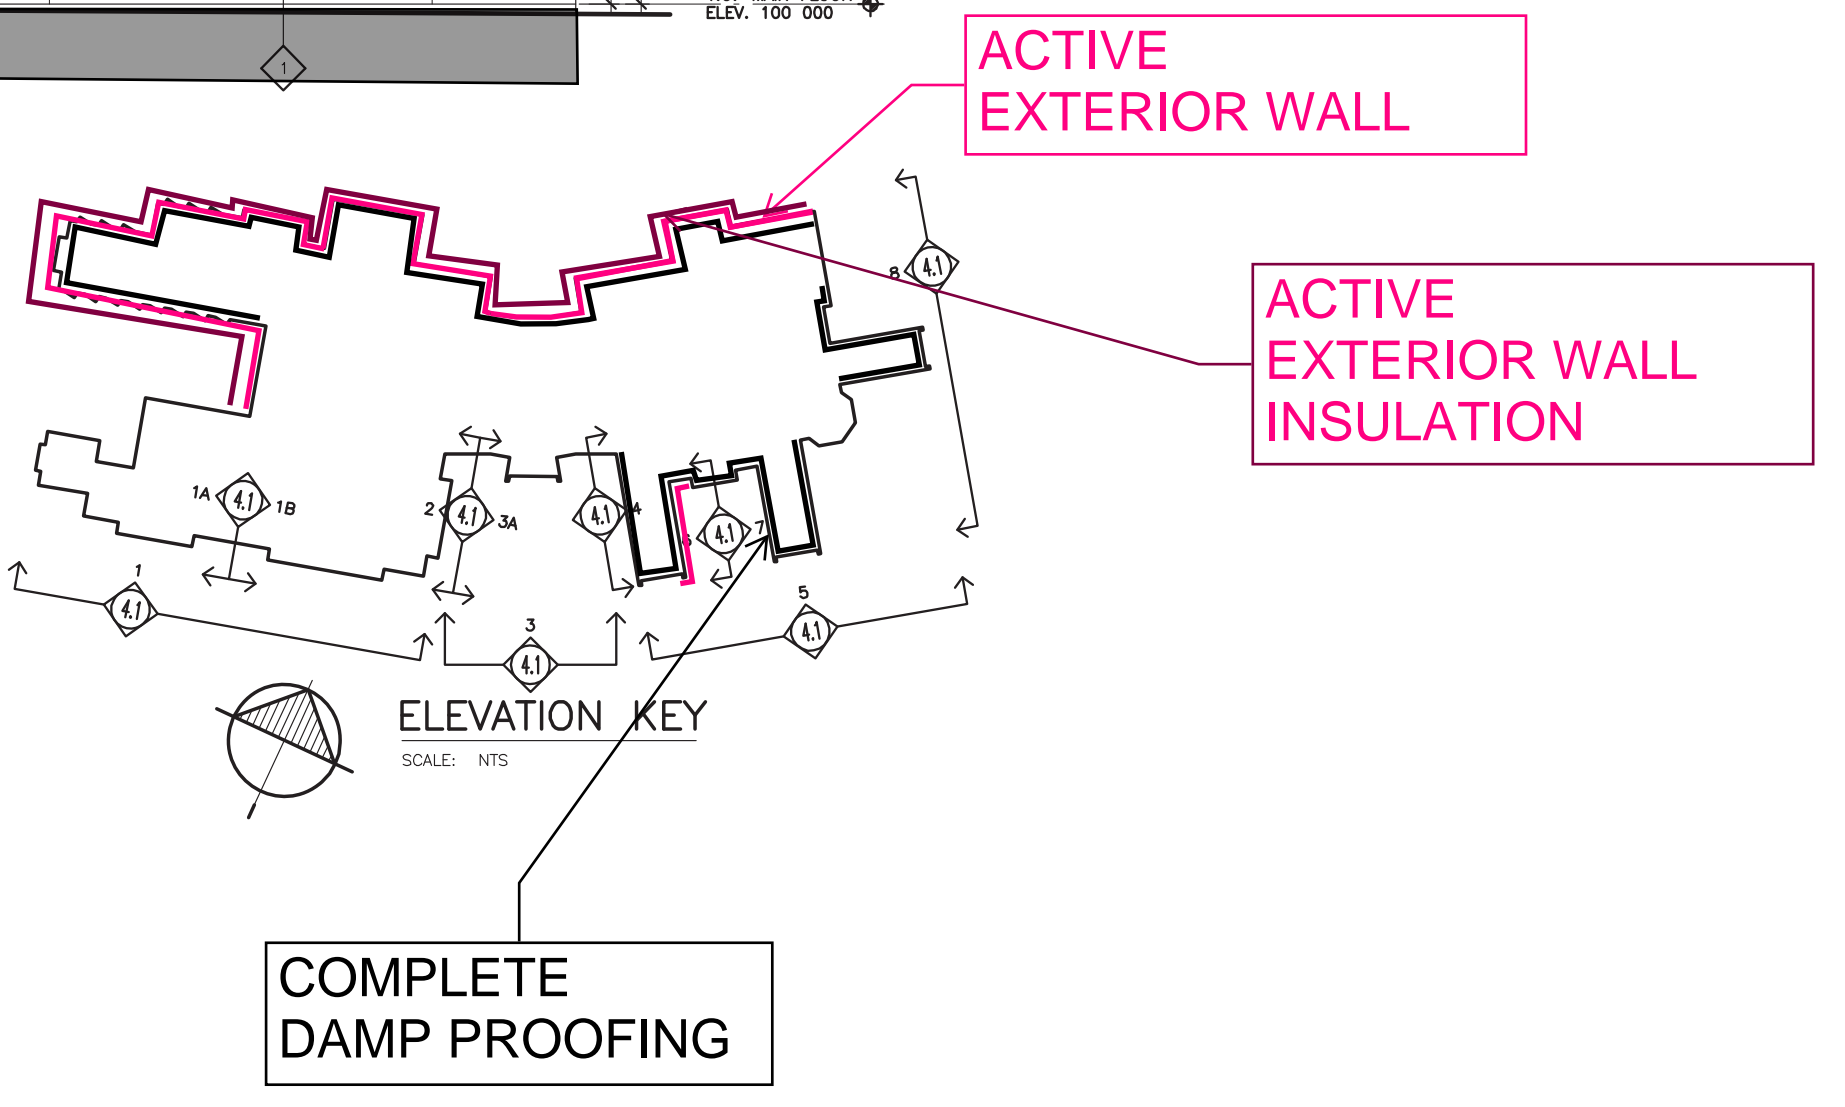 ELEV. 100 000
1
ACTIVE
EXTERIOR WALL
8
4.1
ACTIVE
EXTERIOR WALL
INSULATION
1A
4.1
1B
2
4.1
3A
4.1
4
6
4.1
7
1
4.1
3
4.1
5
4.1
ELEVATION KEY
SCALE: NTS
COMPLETE
DAMP PROOFING